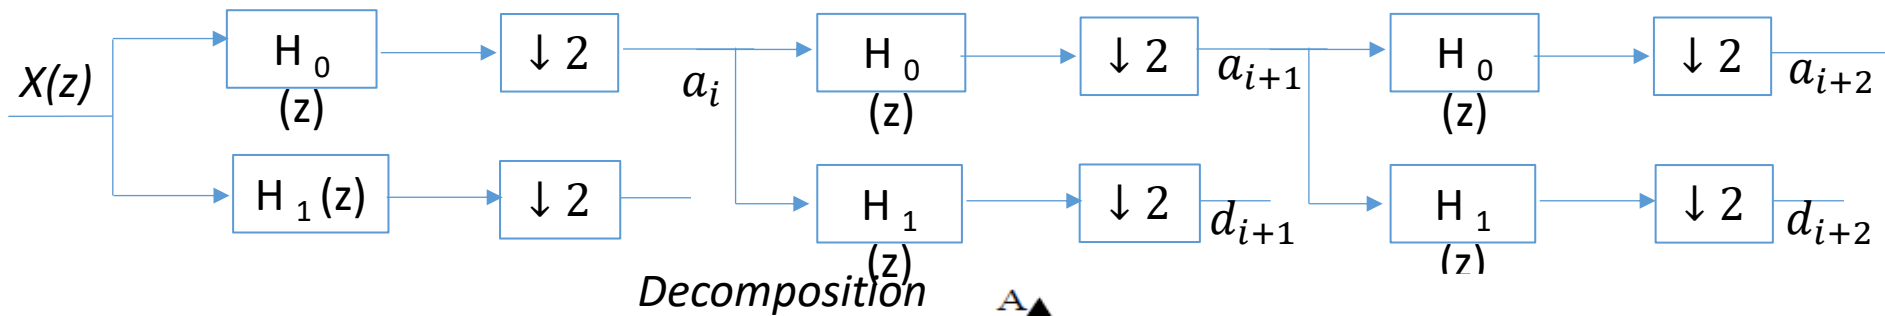 X(z)
H 0 (z)
↓ 2
a_i
H 0 (z)
↓ 2
a_{i+1}
H 0 (z)
↓ 2
a_{i+2}
H 1 (z)
↓ 2
H 1 (z)
↓ 2
d_{i+1}
H 1 (z)
↓ 2
d_{i+2}
Decomposition
A